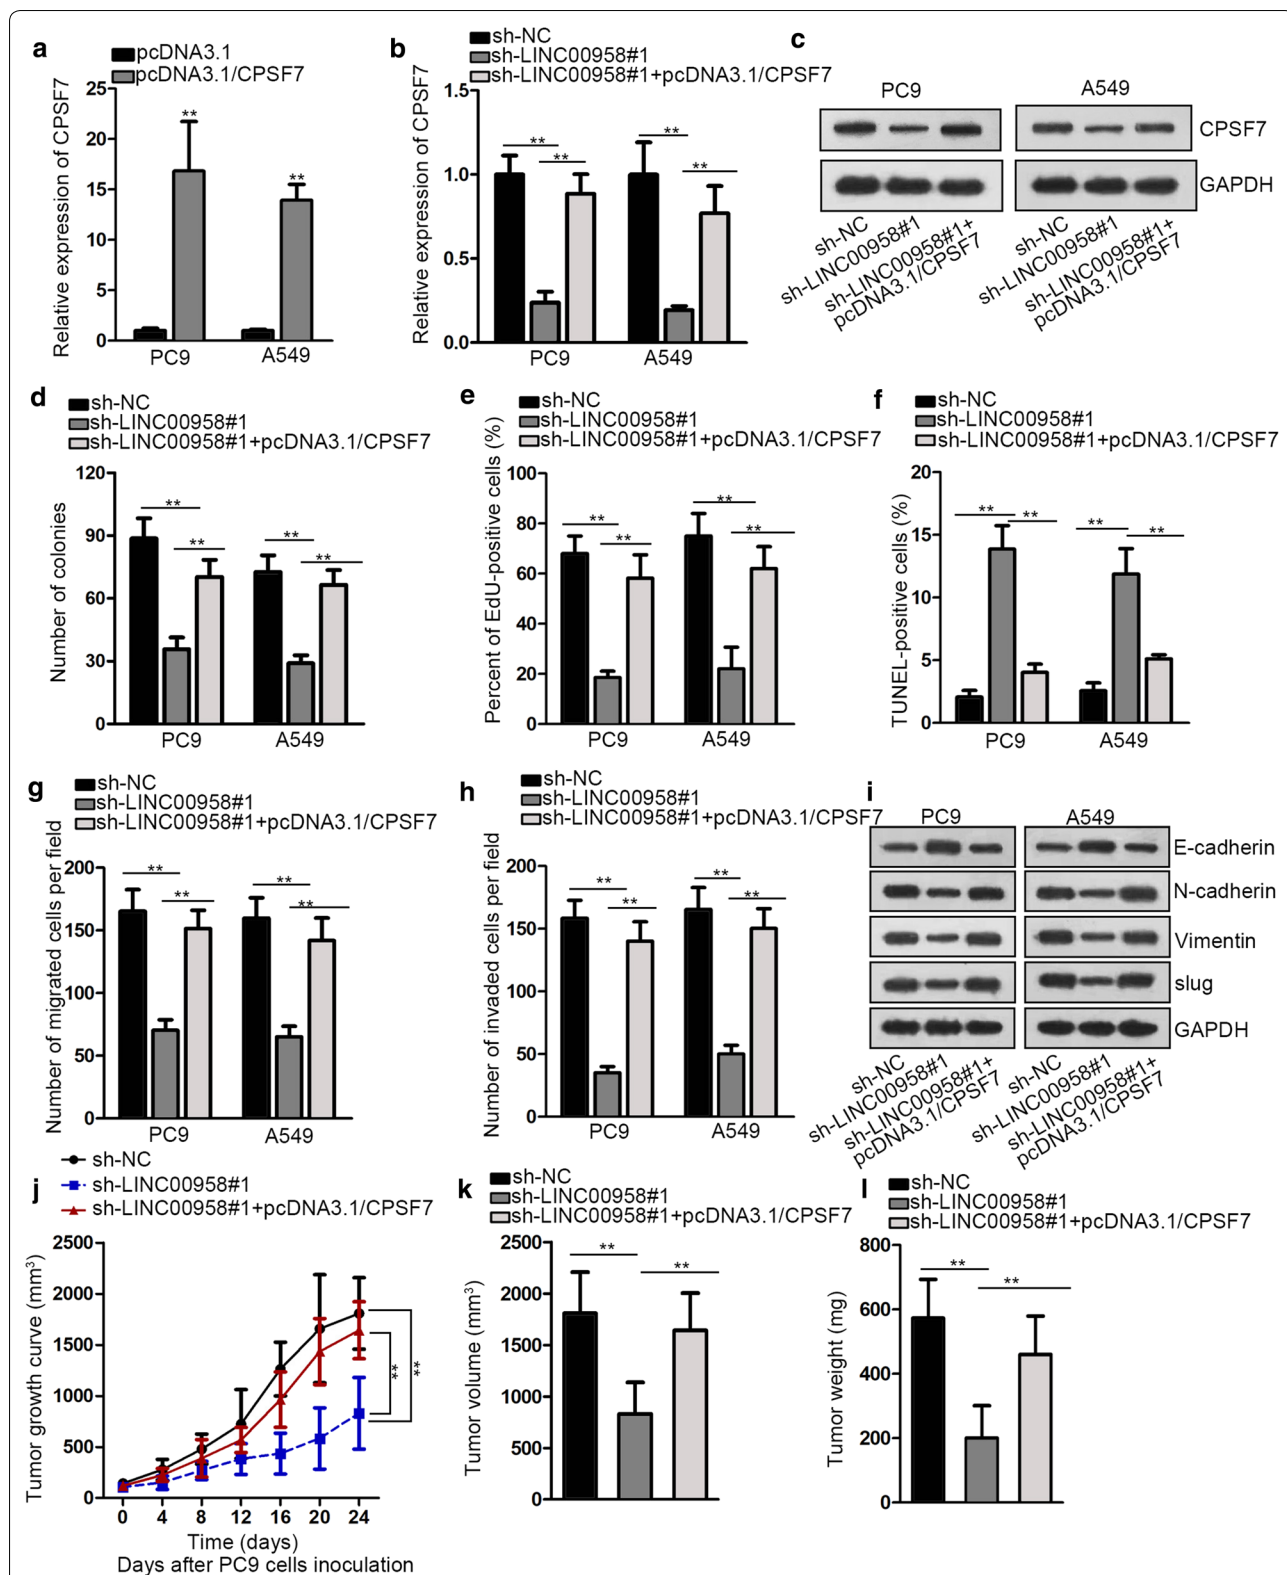 a
pcDNA3.1
pcDNA3.1/CPSF7
Relative expression of CPSF7
25
20
15
10
5
0
**
**
PC9
A549
b
sh-NC
sh-LINC00958#1
sh-LINC00958#1+pcDNA3.1/CPSF7
Relative expression of CPSF7
1.5
1.0
0.5
0.0
**
**
**
**
PC9
A549
c
PC9
A549
CPSF7
GAPDH
sh-NC
sh-LINC00958#1
sh-LINC00958#1+
pcDNA3.1/CPSF7
sh-NC
sh-LINC00958#1
sh-LINC00958#1+
pcDNA3.1/CPSF7
d
sh-NC
sh-LINC00958#1
sh-LINC00958#1+pcDNA3.1/CPSF7
Number of colonies
120
90
60
30
0
**
**
**
**
PC9
A549
e
sh-NC
sh-LINC00958#1
sh-LINC00958#1+pcDNA3.1/CPSF7
Percent of EdU-positive cells (%)
100
80
60
40
20
0
**
**
**
**
PC9
A549
f
sh-NC
sh-LINC00958#1
sh-LINC00958#1+pcDNA3.1/CPSF7
TUNEL-positive cells (%)
20
15
10
5
0
**
**
**
**
PC9
A549
g
sh-NC
sh-LINC00958#1
sh-LINC00958#1+pcDNA3.1/CPSF7
Number of migrated cells per field
200
150
100
50
0
**
**
**
**
PC9
A549
h
sh-NC
sh-LINC00958#1
sh-LINC00958#1+pcDNA3.1/CPSF7
Number of invaded cells per field
200
150
100
50
0
**
**
**
**
PC9
A549
i
PC9
A549
E-cadherin
N-cadherin
Vimentin
slug
GAPDH
sh-NC
sh-LINC00958#1
sh-LINC00958#1+
pcDNA3.1/CPSF7
sh-NC
sh-LINC00958#1
sh-LINC00958#1+
pcDNA3.1/CPSF7
j
sh-NC
sh-LINC00958#1
sh-LINC00958#1+pcDNA3.1/CPSF7
Tumor growth curve (mm³)
2500
2000
1500
1000
500
0
**
**
0 4 8 12 16 20 24
Time (days)
Days after PC9 cells inoculation
k
sh-NC
sh-LINC00958#1
sh-LINC00958#1+pcDNA3.1/CPSF7
Tumor volume (mm³)
2500
2000
1500
1000
500
0
**
**
l
sh-NC
sh-LINC00958#1
sh-LINC00958#1+pcDNA3.1/CPSF7
Tumor weight (mg)
800
600
400
200
0
**
**